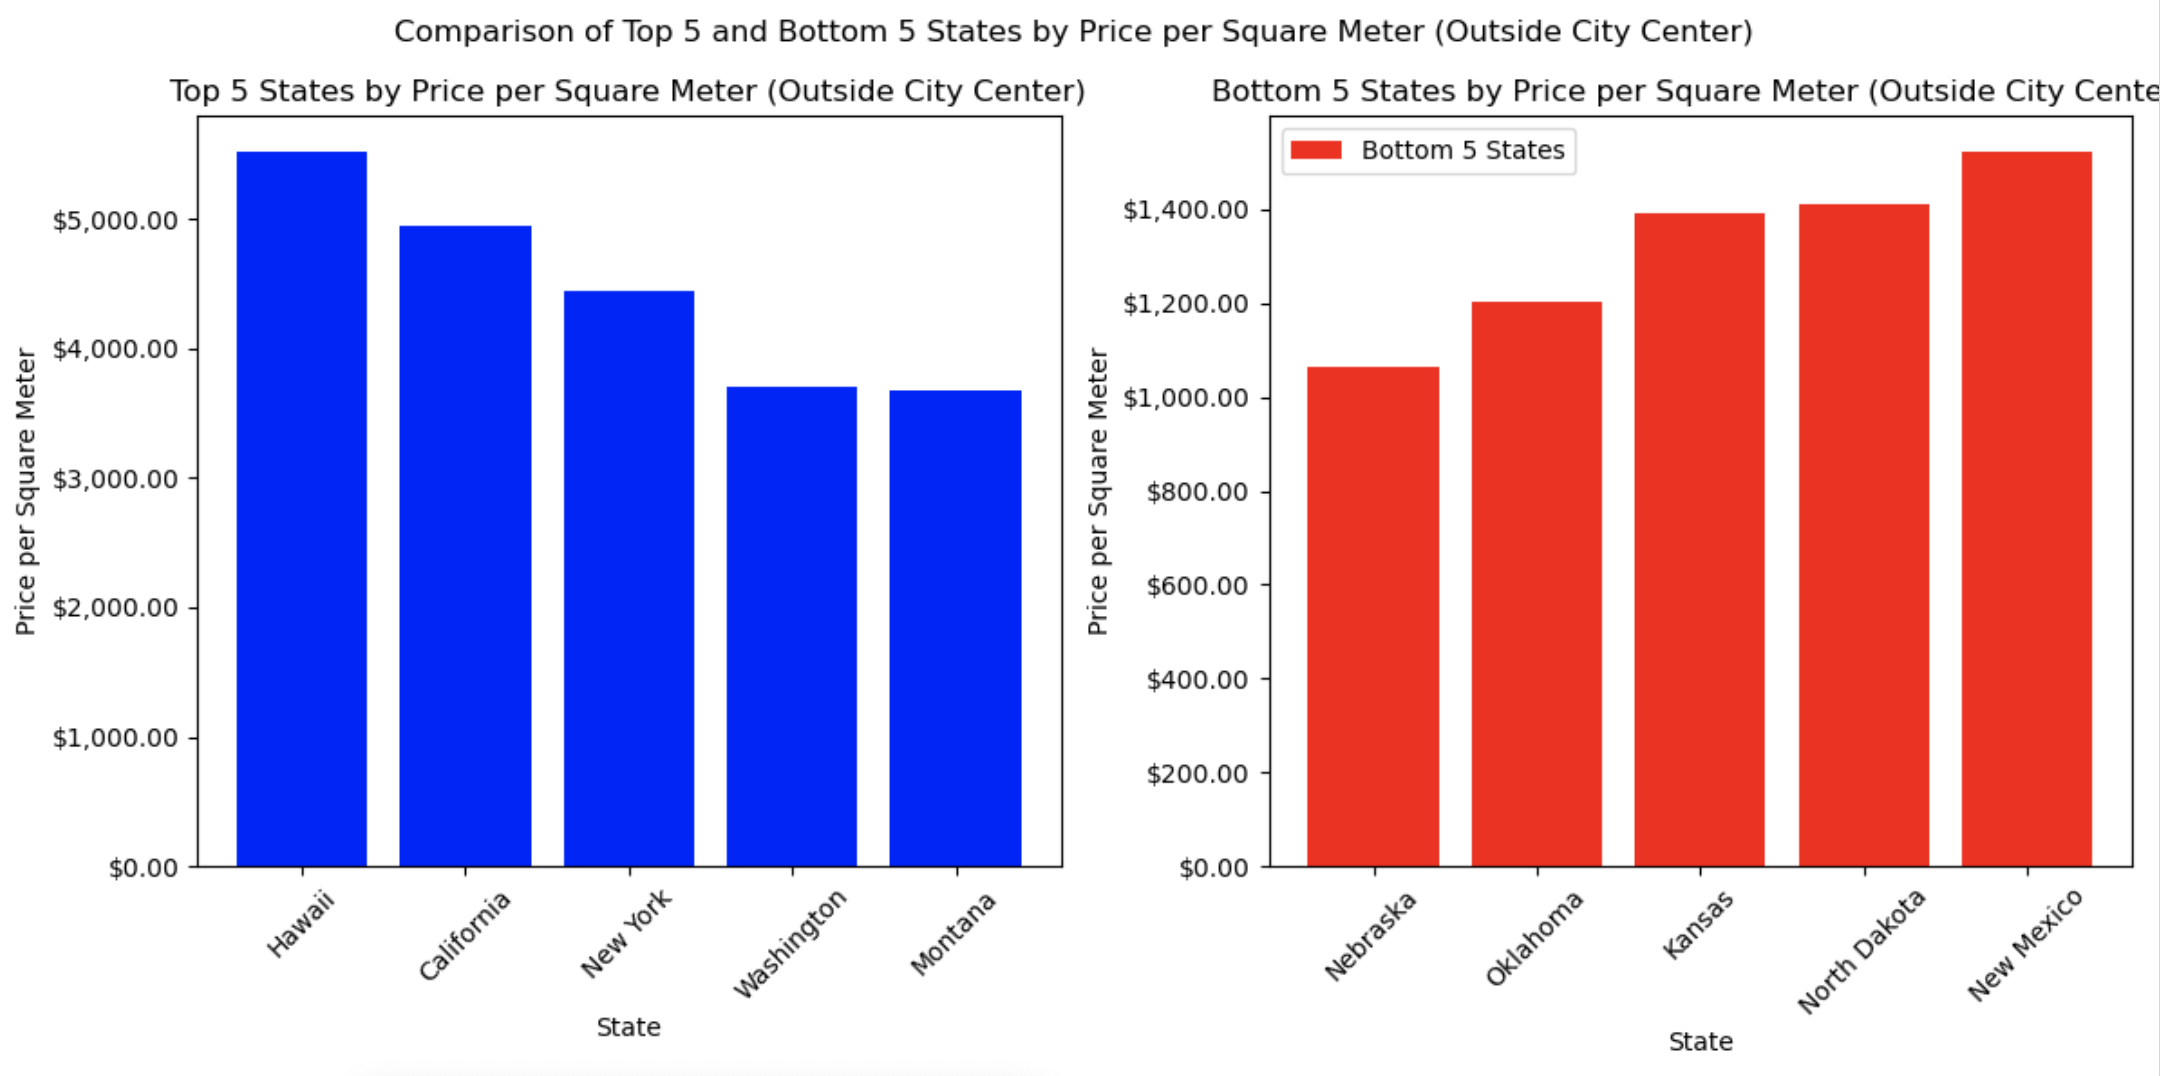 Comparison of Top 5 and Bottom 5 States by Price per Square Meter (Outside City Center)
Top 5 States by Price per Square Meter (Outside City Center)
Price per Square Meter
$5,000.00
$4,000.00
$3,000.00
$2,000.00
$1,000.00
$0.00
Hawaii
California
New York
Washington
Montana
State
Bottom 5 States by Price per Square Meter (Outside City Cente
Bottom 5 States
Price per Square Meter
$1,400.00
$1,200.00
$1,000.00
$800.00
$600.00
$400.00
$200.00
$0.00
Nebraska
Oklahoma
Kansas
North Dakota
New Mexico
State